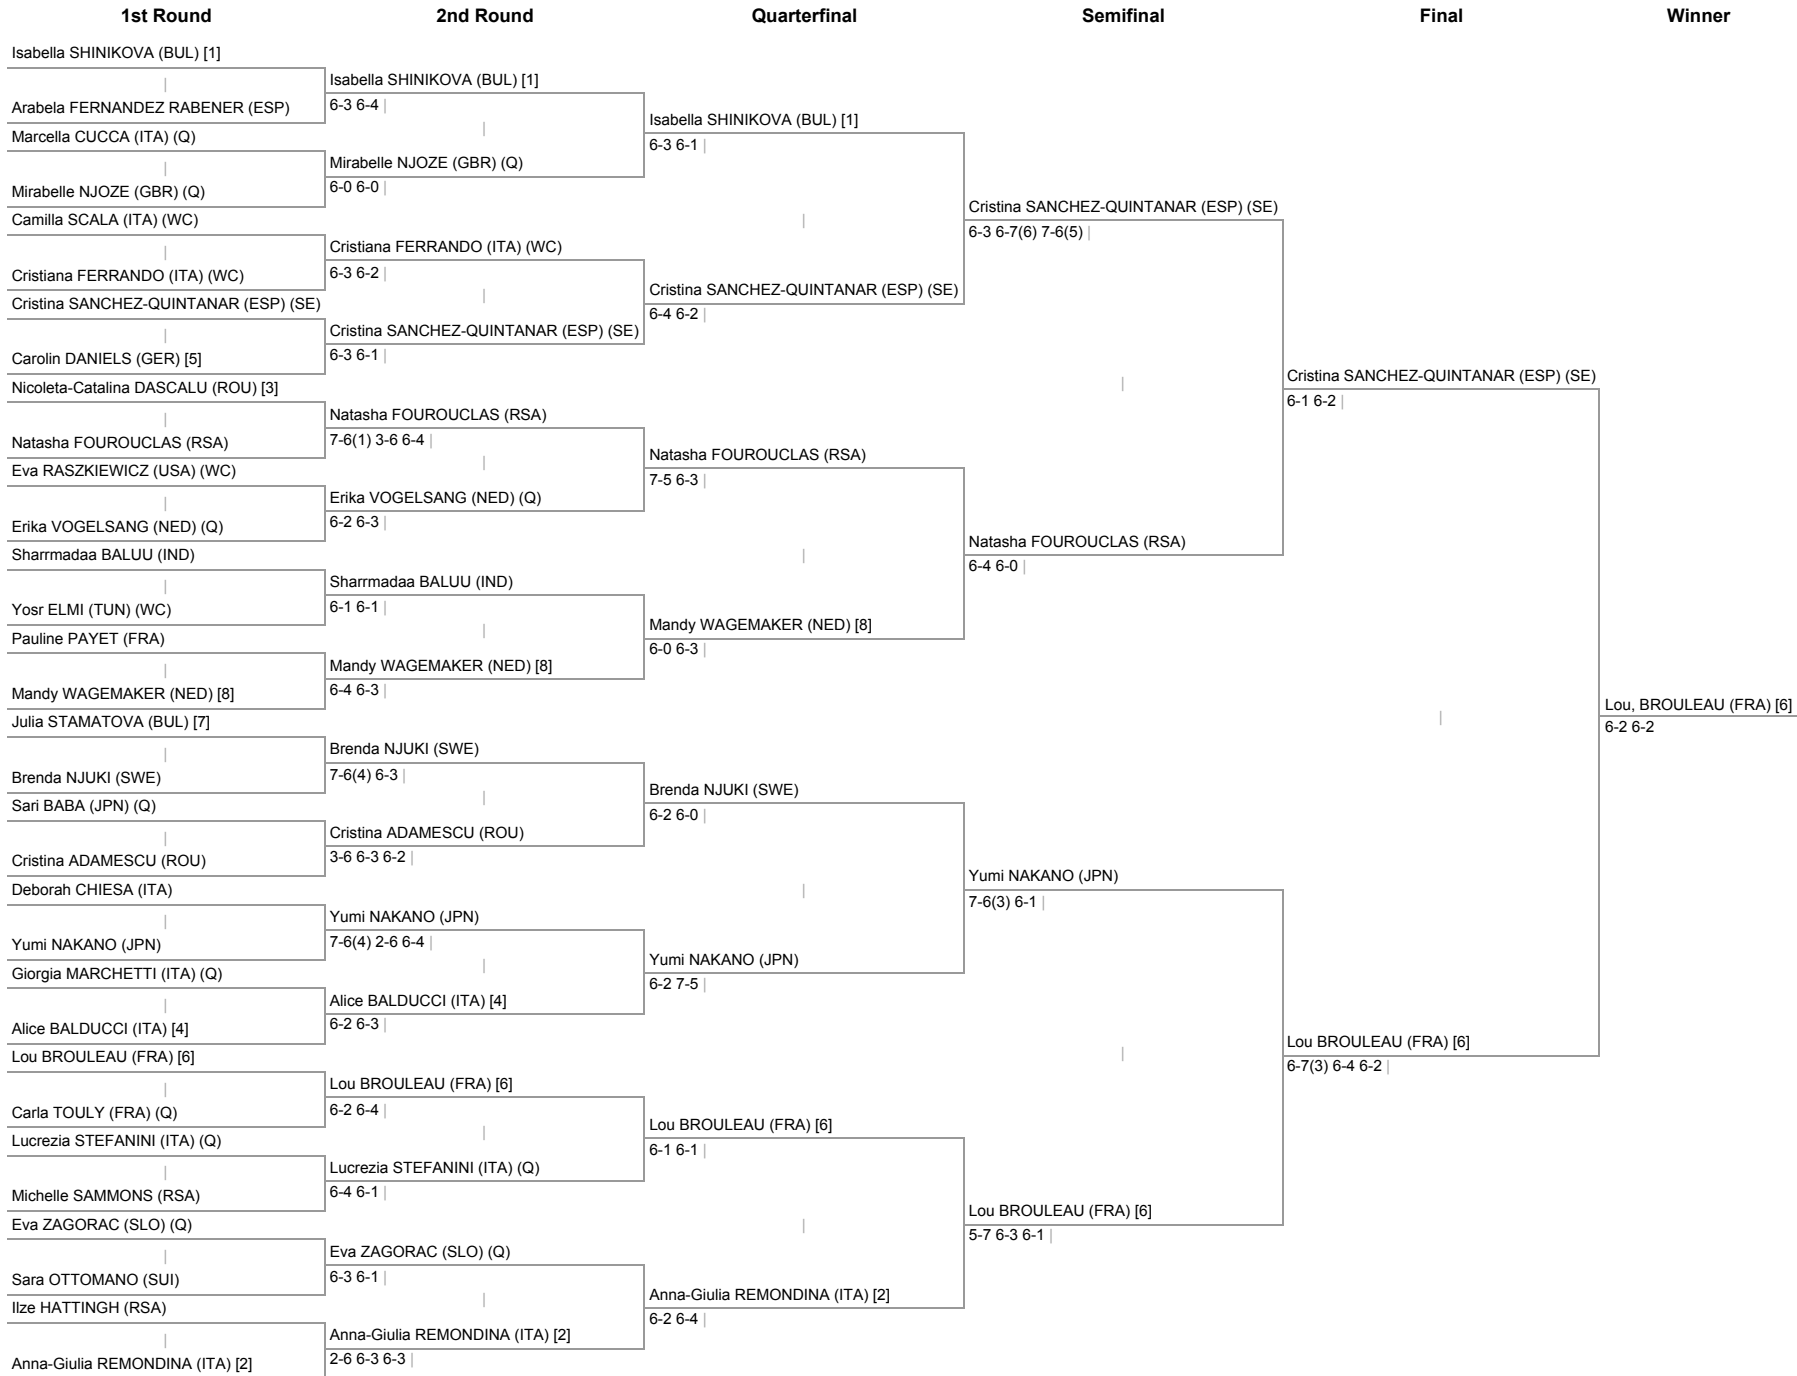 1st Round 2nd Round Quarterfinal Semifinal Final Winner
Isabella SHINIKOVA (BUL) [1]
Arabela FERNANDEZ RABENER (ESP)
Marcella CUCCA (ITA) (Q)
Mirabelle NJOZE (GBR) (Q)
Camilla SCALA (ITA) (WC)
Cristiana FERRANDO (ITA) (WC)
Cristina SANCHEZ-QUINTANAR (ESP) (SE)
Carolin DANIELS (GER) [5]
Nicoleta-Catalina DASCALU (ROU) [3]
Natasha FOUROUCLAS (RSA)
Eva RASZKIEWICZ (USA) (WC)
Erika VOGELSANG (NED) (Q)
Sharrmadaa BALUU (IND)
Yosr ELMI (TUN) (WC)
Pauline PAYET (FRA)
Mandy WAGEMAKER (NED) [8]
Julia STAMATOVA (BUL) [7]
Brenda NJUKI (SWE)
Sari BABA (JPN) (Q)
Cristina ADAMESCU (ROU)
Deborah CHIESA (ITA)
Yumi NAKANO (JPN)
Giorgia MARCHETTI (ITA) (Q)
Alice BALDUCCI (ITA) [4]
Lou BROULEAU (FRA) [6]
Carla TOULY (FRA) (Q)
Lucrezia STEFANINI (ITA) (Q)
Michelle SAMMONS (RSA)
Eva ZAGORAC (SLO) (Q)
Sara OTTOMANO (SUI)
Ilze HATTINGH (RSA)
Anna-Giulia REMONDINA (ITA) [2]
Isabella SHINIKOVA (BUL) [1]
6-3 6-4
Mirabelle NJOZE (GBR) (Q)
6-0 6-0
Cristiana FERRANDO (ITA) (WC)
6-3 6-2
Cristina SANCHEZ-QUINTANAR (ESP) (SE)
6-3 6-1
Natasha FOUROUCLAS (RSA)
7-6(1) 3-6 6-4
Erika VOGELSANG (NED) (Q)
6-2 6-3
Sharrmadaa BALUU (IND)
6-1 6-1
Mandy WAGEMAKER (NED) [8]
6-4 6-3
Brenda NJUKI (SWE)
7-6(4) 6-3
Cristina ADAMESCU (ROU)
3-6 6-3 6-2
Yumi NAKANO (JPN)
7-6(4) 2-6 6-4
Alice BALDUCCI (ITA) [4]
6-2 6-3
Lou BROULEAU (FRA) [6]
6-2 6-4
Lucrezia STEFANINI (ITA) (Q)
6-4 6-1
Eva ZAGORAC (SLO) (Q)
6-3 6-1
Anna-Giulia REMONDINA (ITA) [2]
2-6 6-3 6-3
Isabella SHINIKOVA (BUL) [1]
6-3 6-1
Cristina SANCHEZ-QUINTANAR (ESP) (SE)
6-4 6-2
Natasha FOUROUCLAS (RSA)
7-5 6-3
Mandy WAGEMAKER (NED) [8]
6-0 6-3
Brenda NJUKI (SWE)
6-2 6-0
Yumi NAKANO (JPN)
6-2 7-5
Lou BROULEAU (FRA) [6]
6-1 6-1
Anna-Giulia REMONDINA (ITA) [2]
6-2 6-4
Cristina SANCHEZ-QUINTANAR (ESP) (SE)
6-3 6-7(6) 7-6(5)
Natasha FOUROUCLAS (RSA)
6-4 6-0
Yumi NAKANO (JPN)
7-6(3) 6-1
Lou BROULEAU (FRA) [6]
5-7 6-3 6-1
Cristina SANCHEZ-QUINTANAR (ESP) (SE)
6-1 6-2
Lou BROULEAU (FRA) [6]
6-7(3) 6-4 6-2
Lou, BROULEAU (FRA) [6]
6-2 6-2